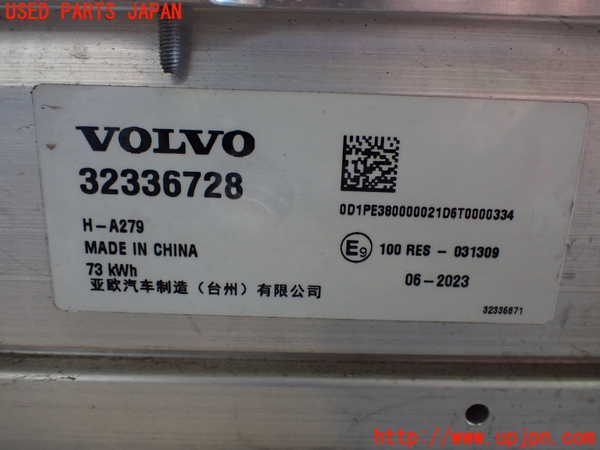 USED PARTS JAPAN
VOLVO
32336728
H-A279
MADE IN CHINA
73 kWh
亚欧汽车制造（台州）有限公司
0D1PE380000021D6T0000334
E9 100 RES - 031309
06-2023
32336671
http://www.upjpn.com